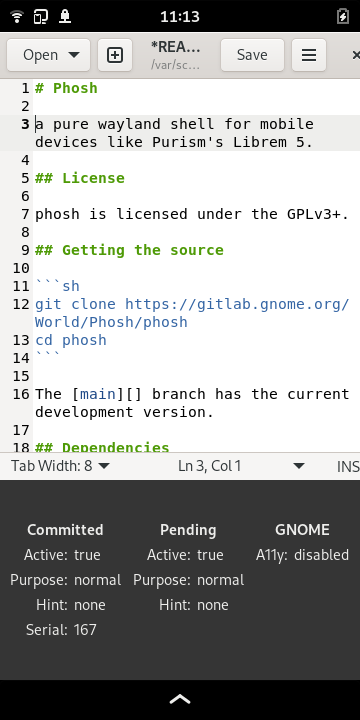 11:13
Open
*REA...
/var/sc...
Save
1 # Phosh
2
3 a pure wayland shell for mobile
devices like Purism's Librem 5.
4
5 ## License
6
7 phosh is licensed under the GPLv3+.
8
9 ## Getting the source
10
11 ```sh
12 git clone https://gitlab.gnome.org/
World/Phosh/phosh
13 cd phosh
14 ```
15
16 The [main][] branch has the current
development version.
17
18 ## Dependencies
Tab Width: 8
Ln 3, Col 1
INS
Committed
Active: true
Purpose: normal
Hint: none
Serial: 167
Pending
Active: true
Purpose: normal
Hint: none
GNOME
A11y: disabled